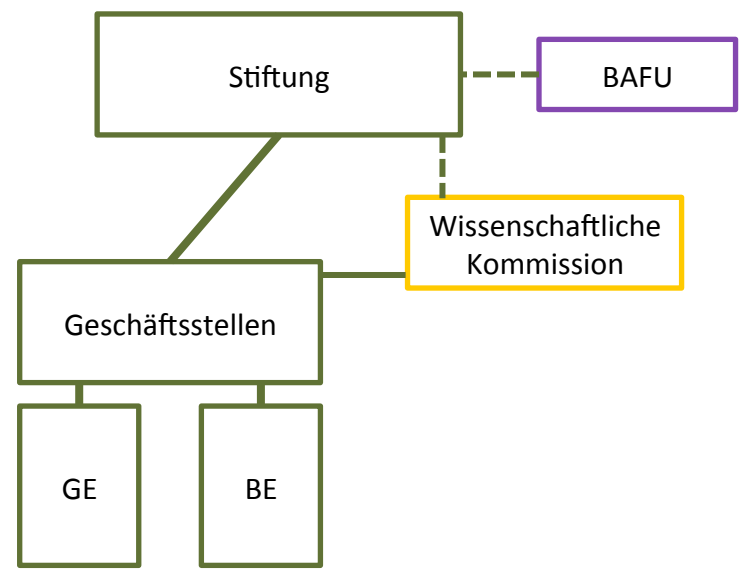 Stiftung
BAFU
Wissenschaftliche
Kommission
Geschäftsstellen
GE
BE